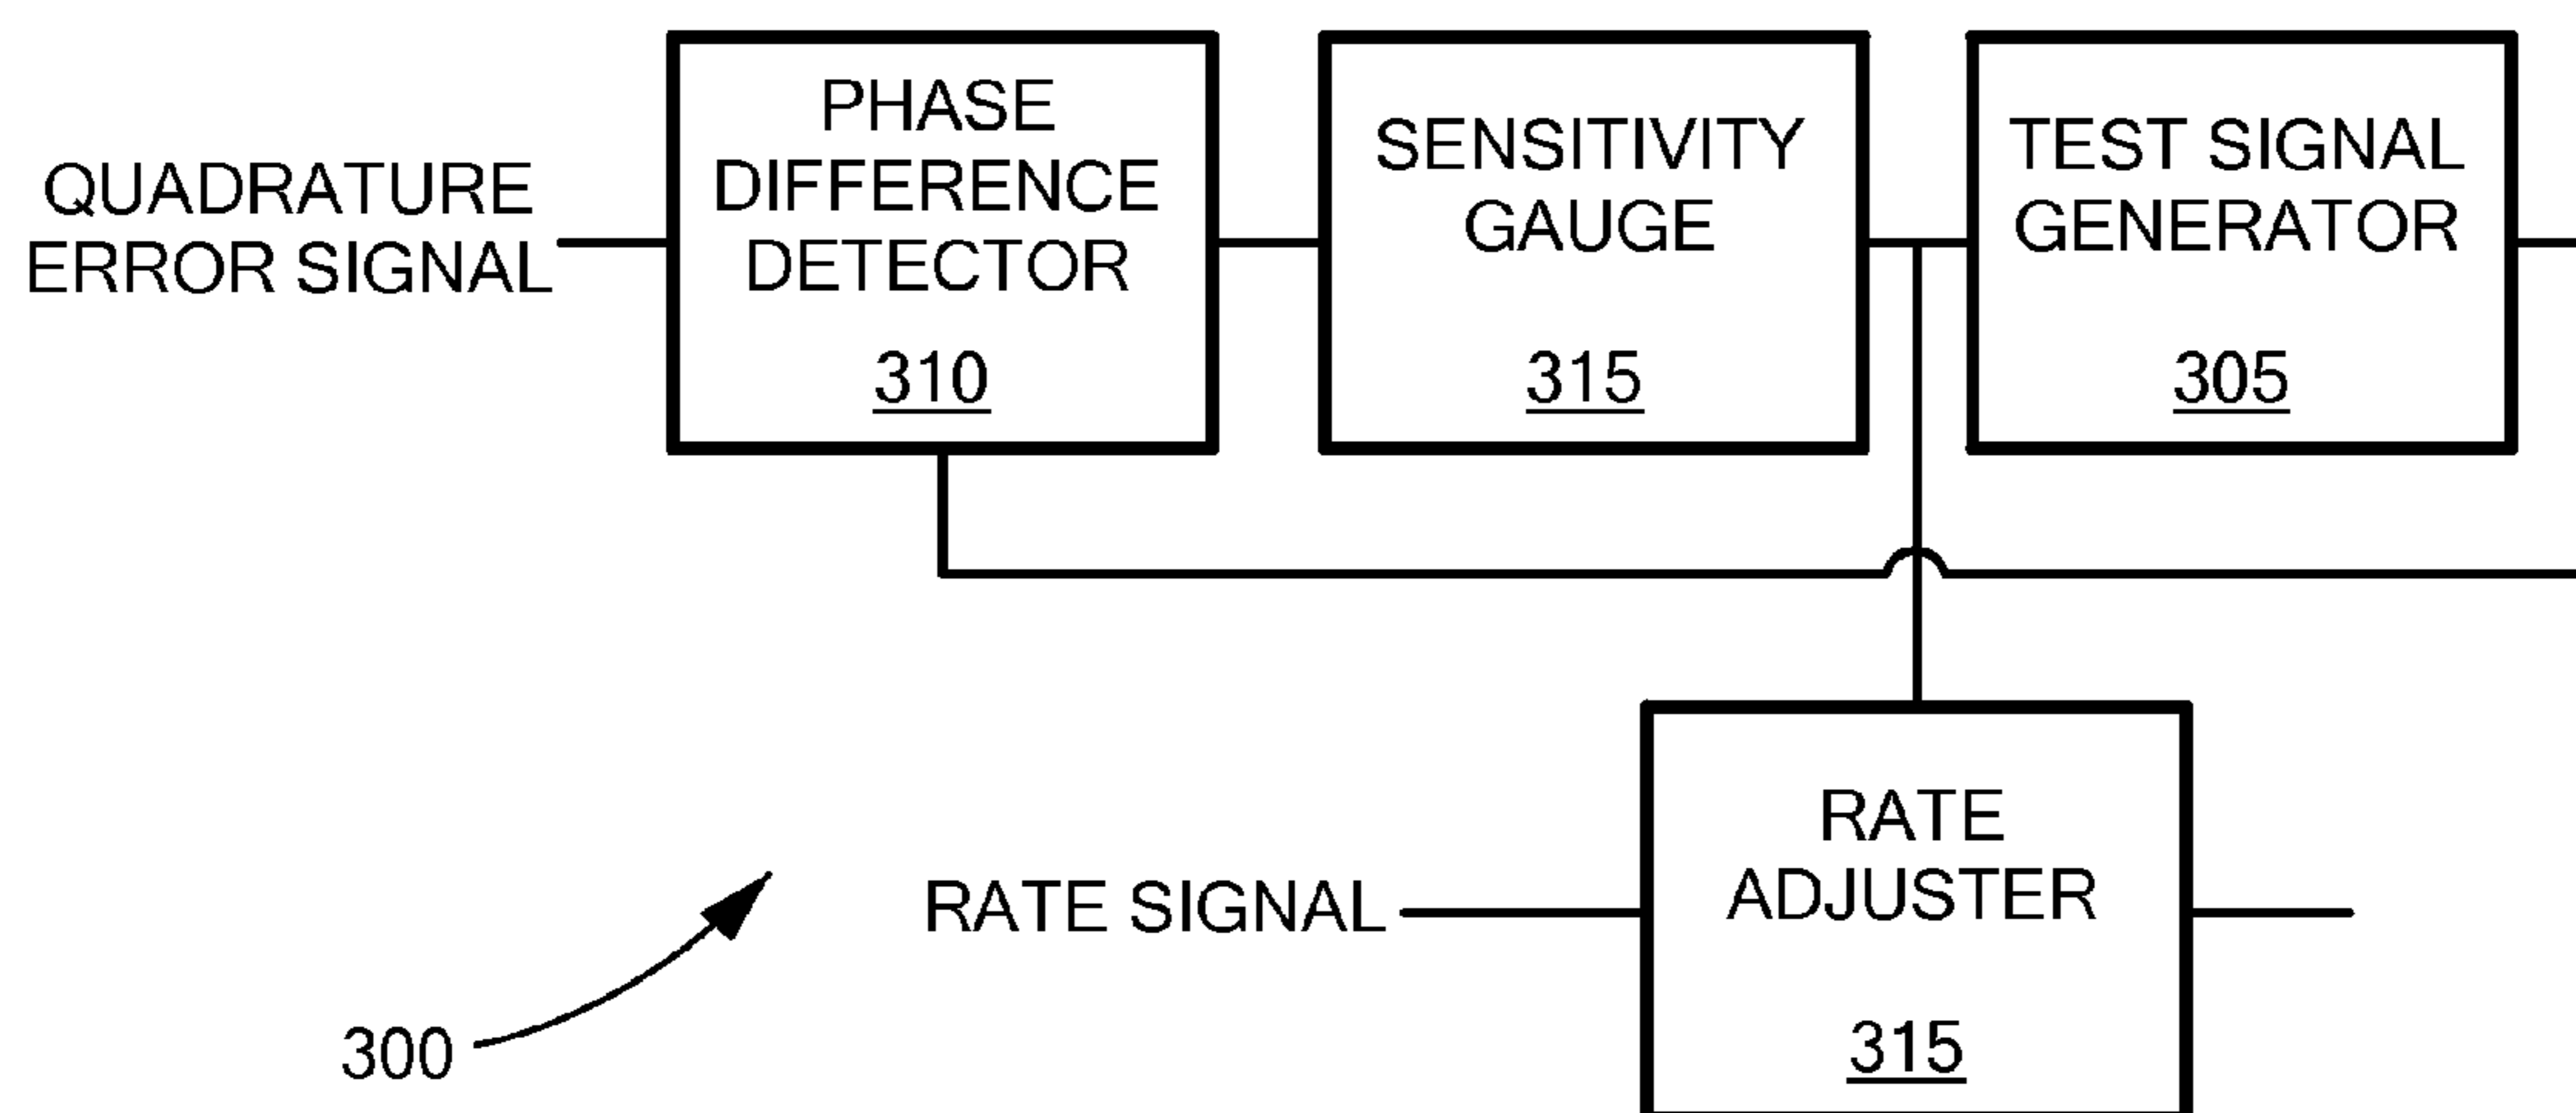 QUADRATURE
ERROR SIGNAL
PHASE
DIFFERENCE
DETECTOR
310
SENSITIVITY
GAUGE
315
TEST SIGNAL
GENERATOR
305
RATE SIGNAL
RATE
ADJUSTER
315
300